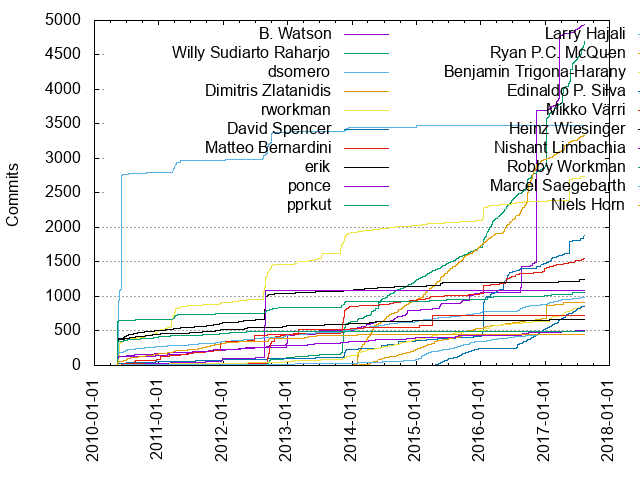 5000
4500
4000
3500
3000
2500
2000
1500
1000
500
0
Commits
B. Watson
Willy Sudiarto Raharjo
dsomero
Dimitris Zlatanidis
rworkman
David Spencer
Matteo Bernardini
erik
ponce
pprkut
Larry Hajali
Ryan P.C. McQuen
Benjamin Trigona-Harany
Edinaldo P. Silva
Mikko Värri
Heinz Wiesinger
Nishant Limbachia
Robby Workman
Marcel Saegebarth
Niels Horn
2010-01-01
2011-01-01
2012-01-01
2013-01-01
2014-01-01
2015-01-01
2016-01-01
2017-01-01
2018-01-01